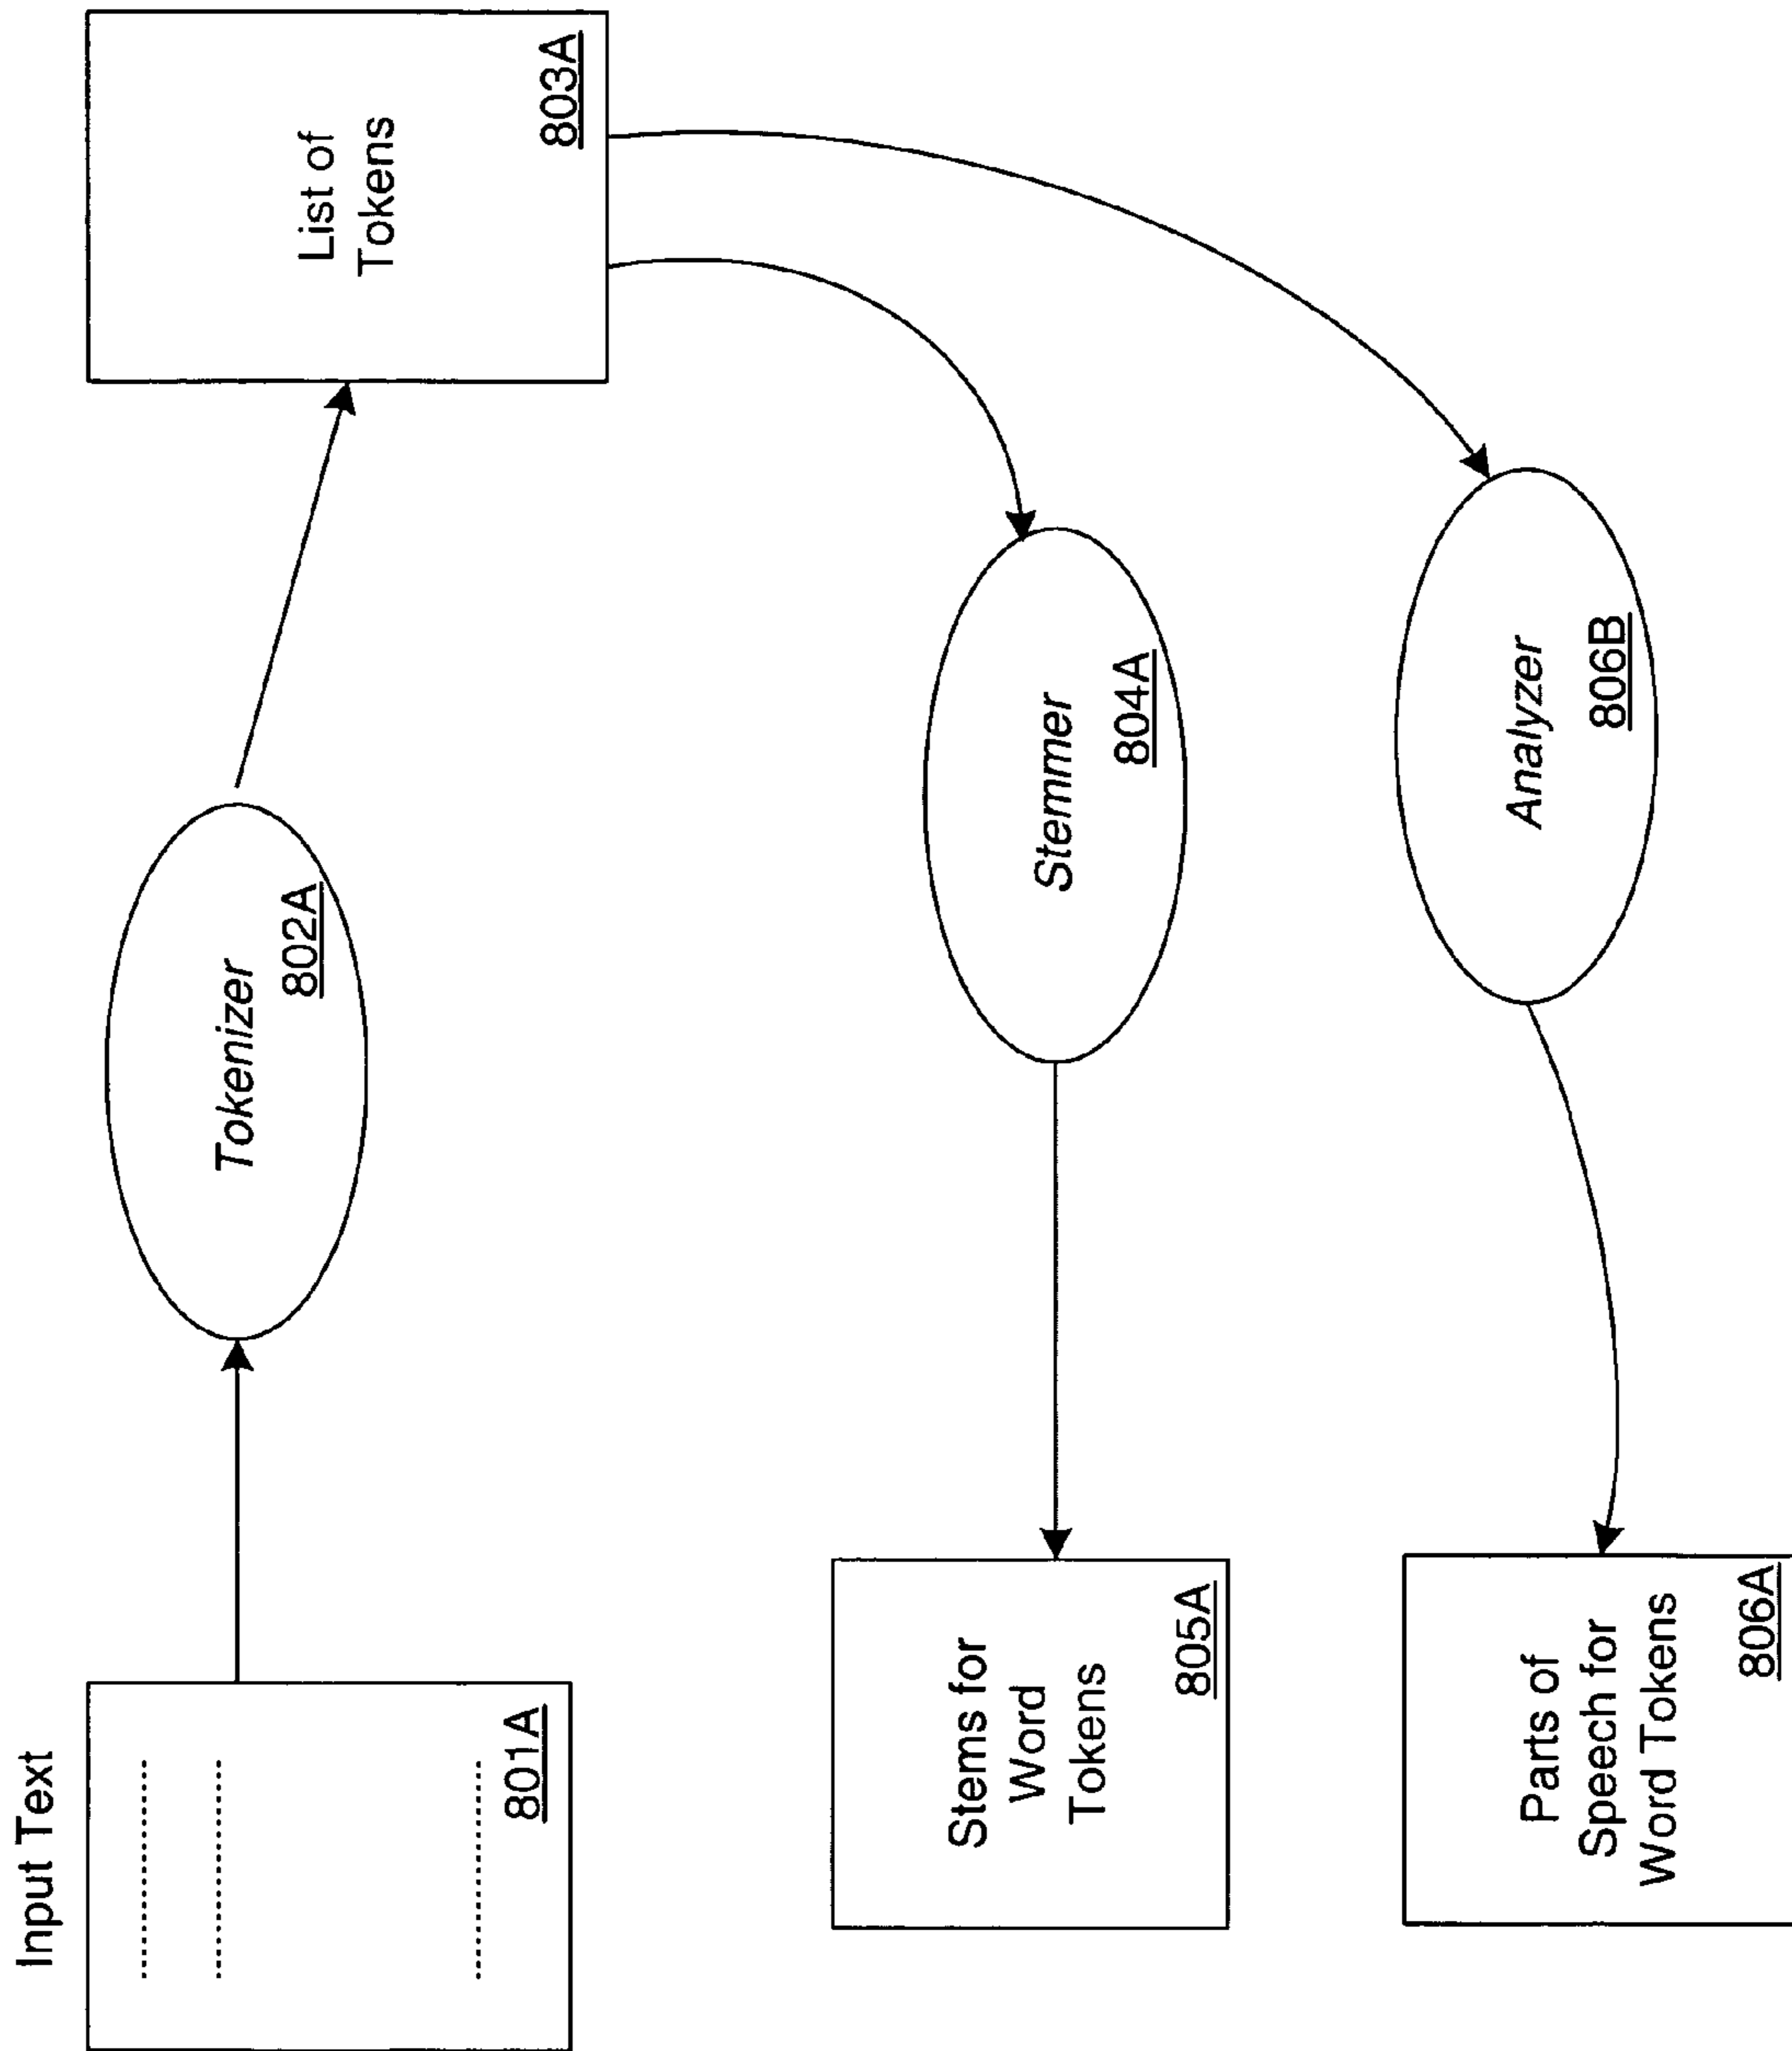 Input Text
801A
Tokenizer
802A
List of
Tokens
803A
Stems for
Word
Tokens
805A
Stemmer
804A
Parts of
Speech for
Word Tokens
806A
Analyzer
806B